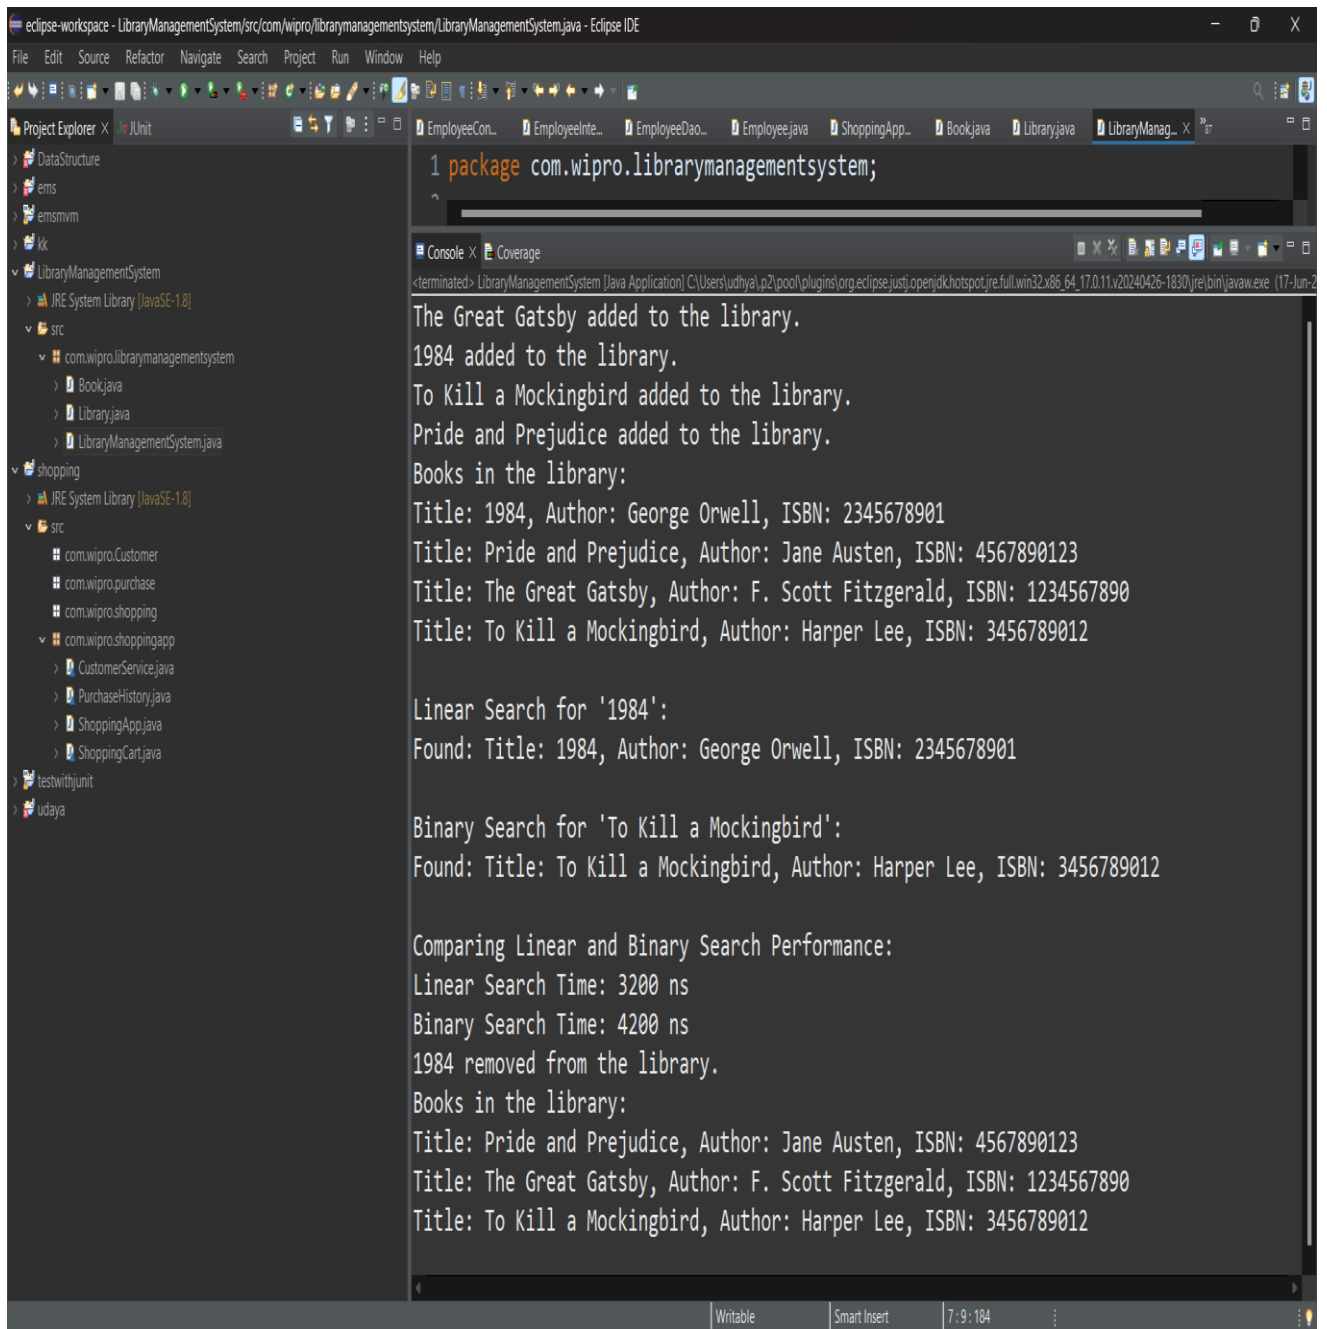 eclipse-workspace - LibraryManagementSystem/src/com/wipro/librarymanagementsystem/LibraryManagementSystem.java - Eclipse IDE
File Edit Source Refactor Navigate Search Project Run Window Help
Project Explorer JUnit
DataStructure
ems
emsmvm
kk
LibraryManagementSystem
JRE System Library [JavaSE-1.8]
src
com.wipro.librarymanagementsystem
Book.java
Library.java
LibraryManagementSystem.java
shopping
JRE System Library [JavaSE-1.8]
src
com.wipro.Customer
com.wipro.purchase
com.wipro.shopping
com.wipro.shoppingapp
CustomerService.java
PurchaseHistory.java
ShoppingApp.java
ShoppingCart.java
testwithjunit
udaya
EmployeeCon... EmployeeInte... EmployeeDao... Employee.java ShoppingApp... Book.java Library.java LibraryManag... "87
1 package com.wipro.librarymanagementsystem;
Console Coverage
<terminated> LibraryManagementSystem [Java Application] C:\Users\udhya\.p2\pool\plugins\org.eclipse.justj.openjdk.hotspot.jre.full.win32.x86_64_17.0.11.v20240426-1830\jre\bin\javaw.exe (17-Jun-2
The Great Gatsby added to the library.
1984 added to the library.
To Kill a Mockingbird added to the library.
Pride and Prejudice added to the library.
Books in the library:
Title: 1984, Author: George Orwell, ISBN: 2345678901
Title: Pride and Prejudice, Author: Jane Austen, ISBN: 4567890123
Title: The Great Gatsby, Author: F. Scott Fitzgerald, ISBN: 1234567890
Title: To Kill a Mockingbird, Author: Harper Lee, ISBN: 3456789012
Linear Search for '1984':
Found: Title: 1984, Author: George Orwell, ISBN: 2345678901
Binary Search for 'To Kill a Mockingbird':
Found: Title: To Kill a Mockingbird, Author: Harper Lee, ISBN: 3456789012
Comparing Linear and Binary Search Performance:
Linear Search Time: 3200 ns
Binary Search Time: 4200 ns
1984 removed from the library.
Books in the library:
Title: Pride and Prejudice, Author: Jane Austen, ISBN: 4567890123
Title: The Great Gatsby, Author: F. Scott Fitzgerald, ISBN: 1234567890
Title: To Kill a Mockingbird, Author: Harper Lee, ISBN: 3456789012
Writable Smart Insert 7 : 9 : 184